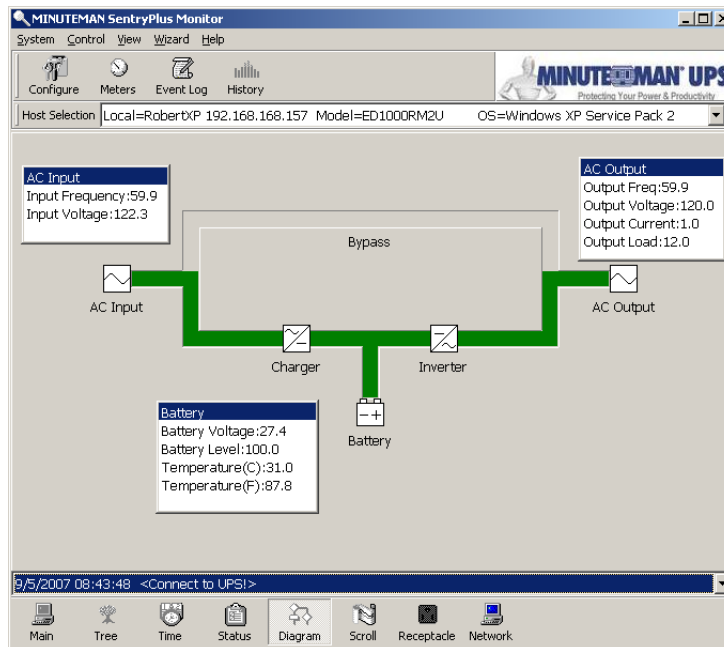 MINUTEMAN SentryPlus Monitor
System Control View Wizard Help
Configure Meters Event Log History
MINUTEMAN UPS
Protecting Your Power & Productivity
Host Selection Local=RobertXP 192.168.168.157 Model=ED1000RM2U OS=Windows XP Service Pack 2
AC Input
Input Frequency:59.9
Input Voltage:122.3
AC Output
Output Freq:59.9
Output Voltage:120.0
Output Current:1.0
Output Load:12.0
Bypass
AC Input
AC Output
Charger
Inverter
Battery
Battery Voltage:27.4
Battery Level:100.0
Temperature(C):31.0
Temperature(F):87.8
Battery
9/5/2007 08:43:48 <Connect to UPS!>
Main Tree Time Status Diagram Scroll Receptacle Network